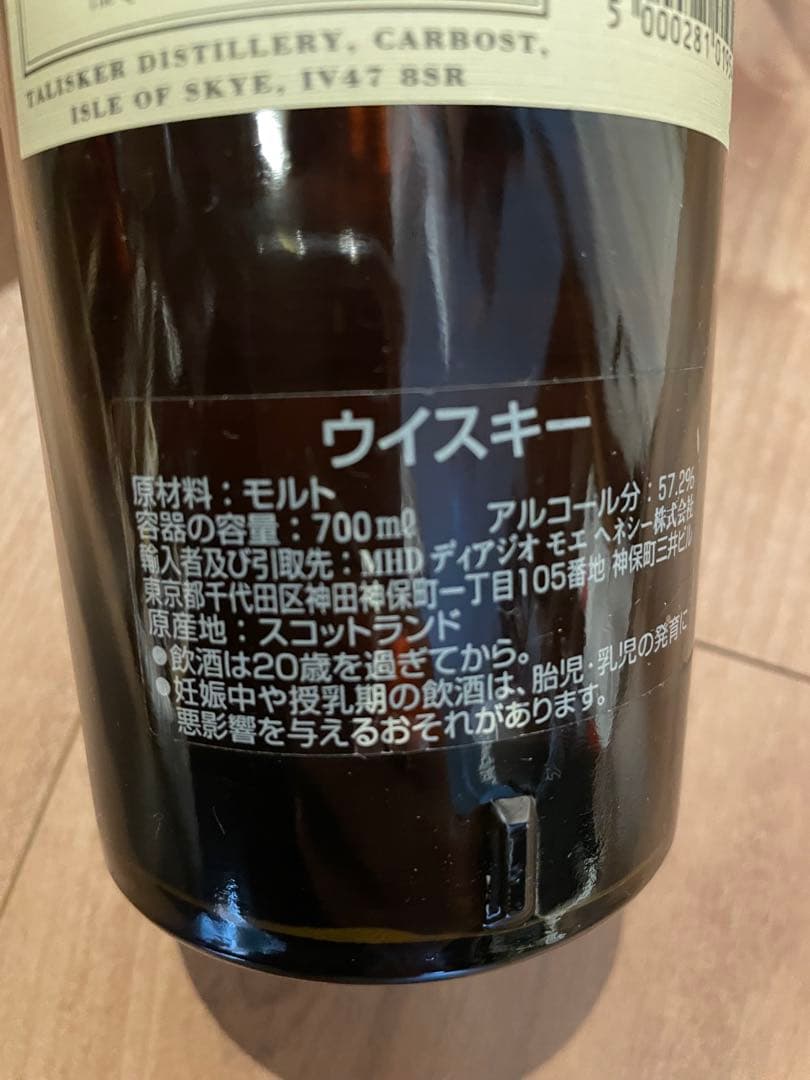 TALISKER DISTILLERY, CARBOST,
ISLE OF SKYE, IV47 8SR
5 000281 019
ウイスキー
原材料：モルト
アルコール分：57.2%
容器の容量：700mℓ
輸入者及び引取先：MHD ディアジオ モエ ヘネシー株式会社
東京都千代田区神田神保町一丁目105番地 神保町三井ビル
原産地：スコットランド
●飲酒は20歳を過ぎてから。
●妊娠中や授乳期の飲酒は、胎児・乳児の発育に
悪影響を与えるおそれがあります。